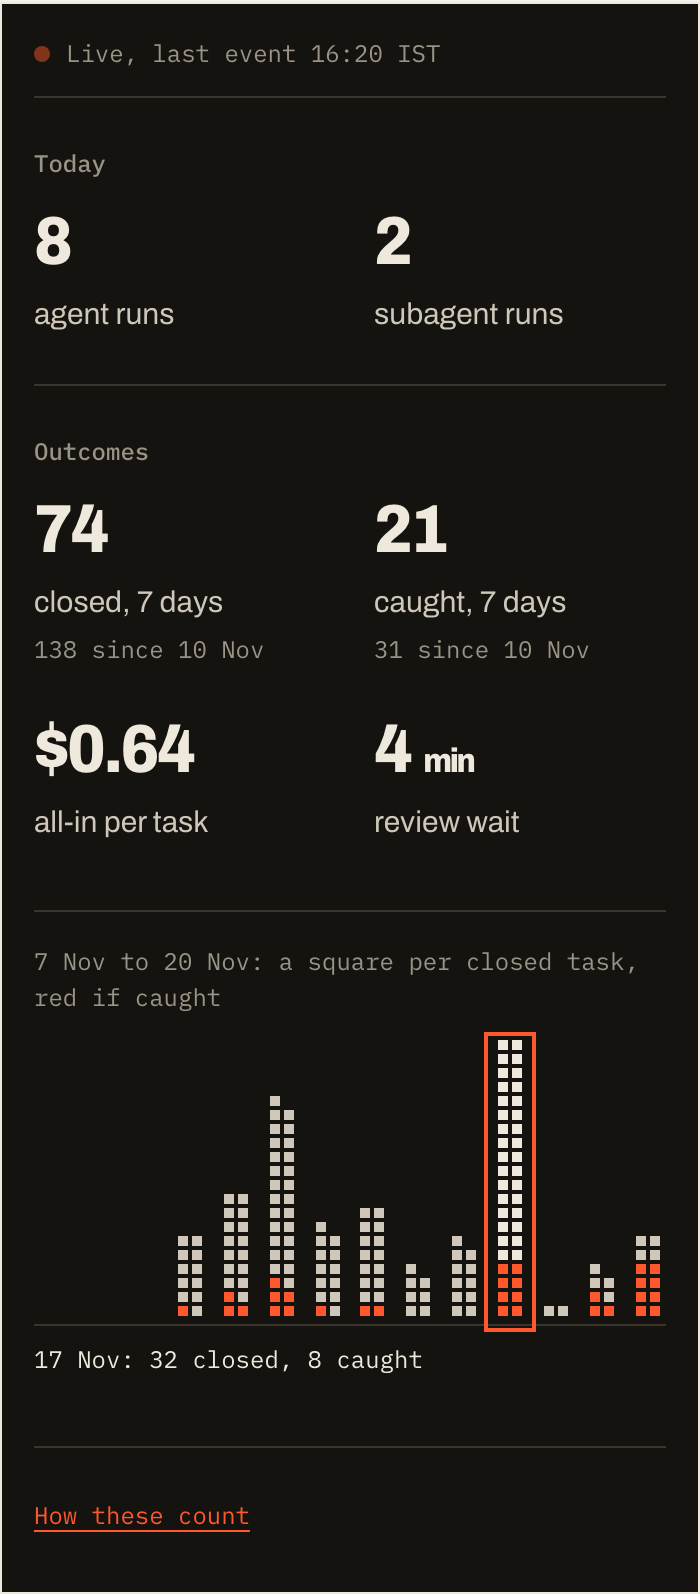 Live, last event 16:20 IST
Today
8
2
agent runs
subagent runs
Outcomes
74
21
closed, 7 days
caught, 7 days
138 since 10 Nov
31 since 10 Nov
$0.64
4 min
all-in per task
review wait
7 Nov to 20 Nov: a square per closed task,
red if caught
17 Nov: 32 closed, 8 caught
How these count